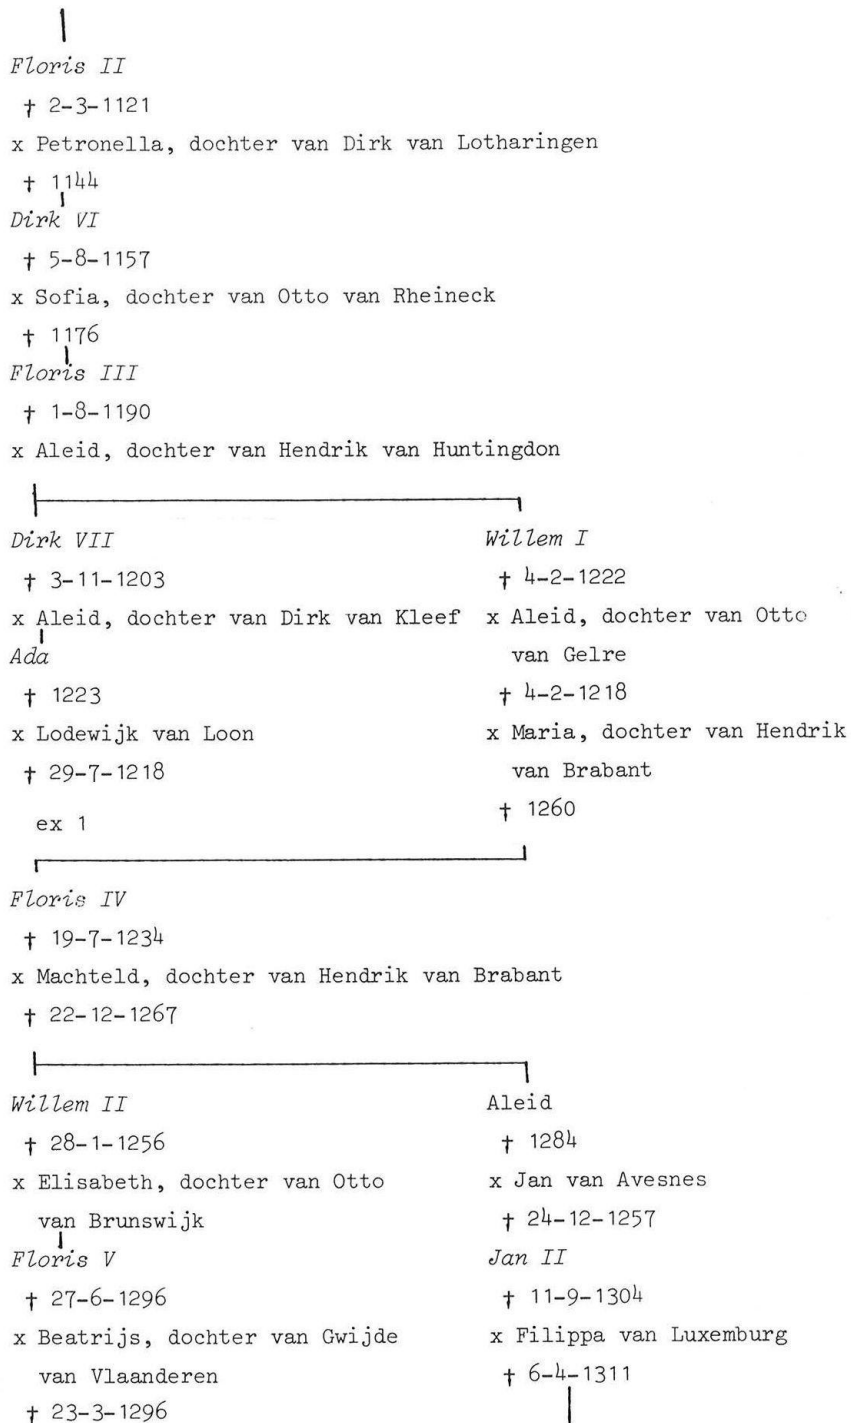 Floris II
† 2-3-1121
x Petronella, dochter van Dirk van Lotharingen
† 1144
Dirk VI
† 5-8-1157
x Sofia, dochter van Otto van Rheineck
† 1176
Floris III
† 1-8-1190
x Aleid, dochter van Hendrik van Huntingdon
Dirk VII
† 3-11-1203
x Aleid, dochter van Dirk van Kleef
Ada
† 1223
x Lodewijk van Loon
† 29-7-1218
ex 1
Willem I
† 4-2-1222
x Aleid, dochter van Otto
van Gelre
† 4-2-1218
x Maria, dochter van Hendrik
van Brabant
† 1260
Floris IV
† 19-7-1234
x Machteld, dochter van Hendrik van Brabant
† 22-12-1267
Willem II
† 28-1-1256
x Elisabeth, dochter van Otto
van Brunswijk
Floris V
† 27-6-1296
x Beatrijs, dochter van Gwijde
van Vlaanderen
† 23-3-1296
Aleid
† 1284
x Jan van Avesnes
† 24-12-1257
Jan II
† 11-9-1304
x Filippa van Luxemburg
† 6-4-1311